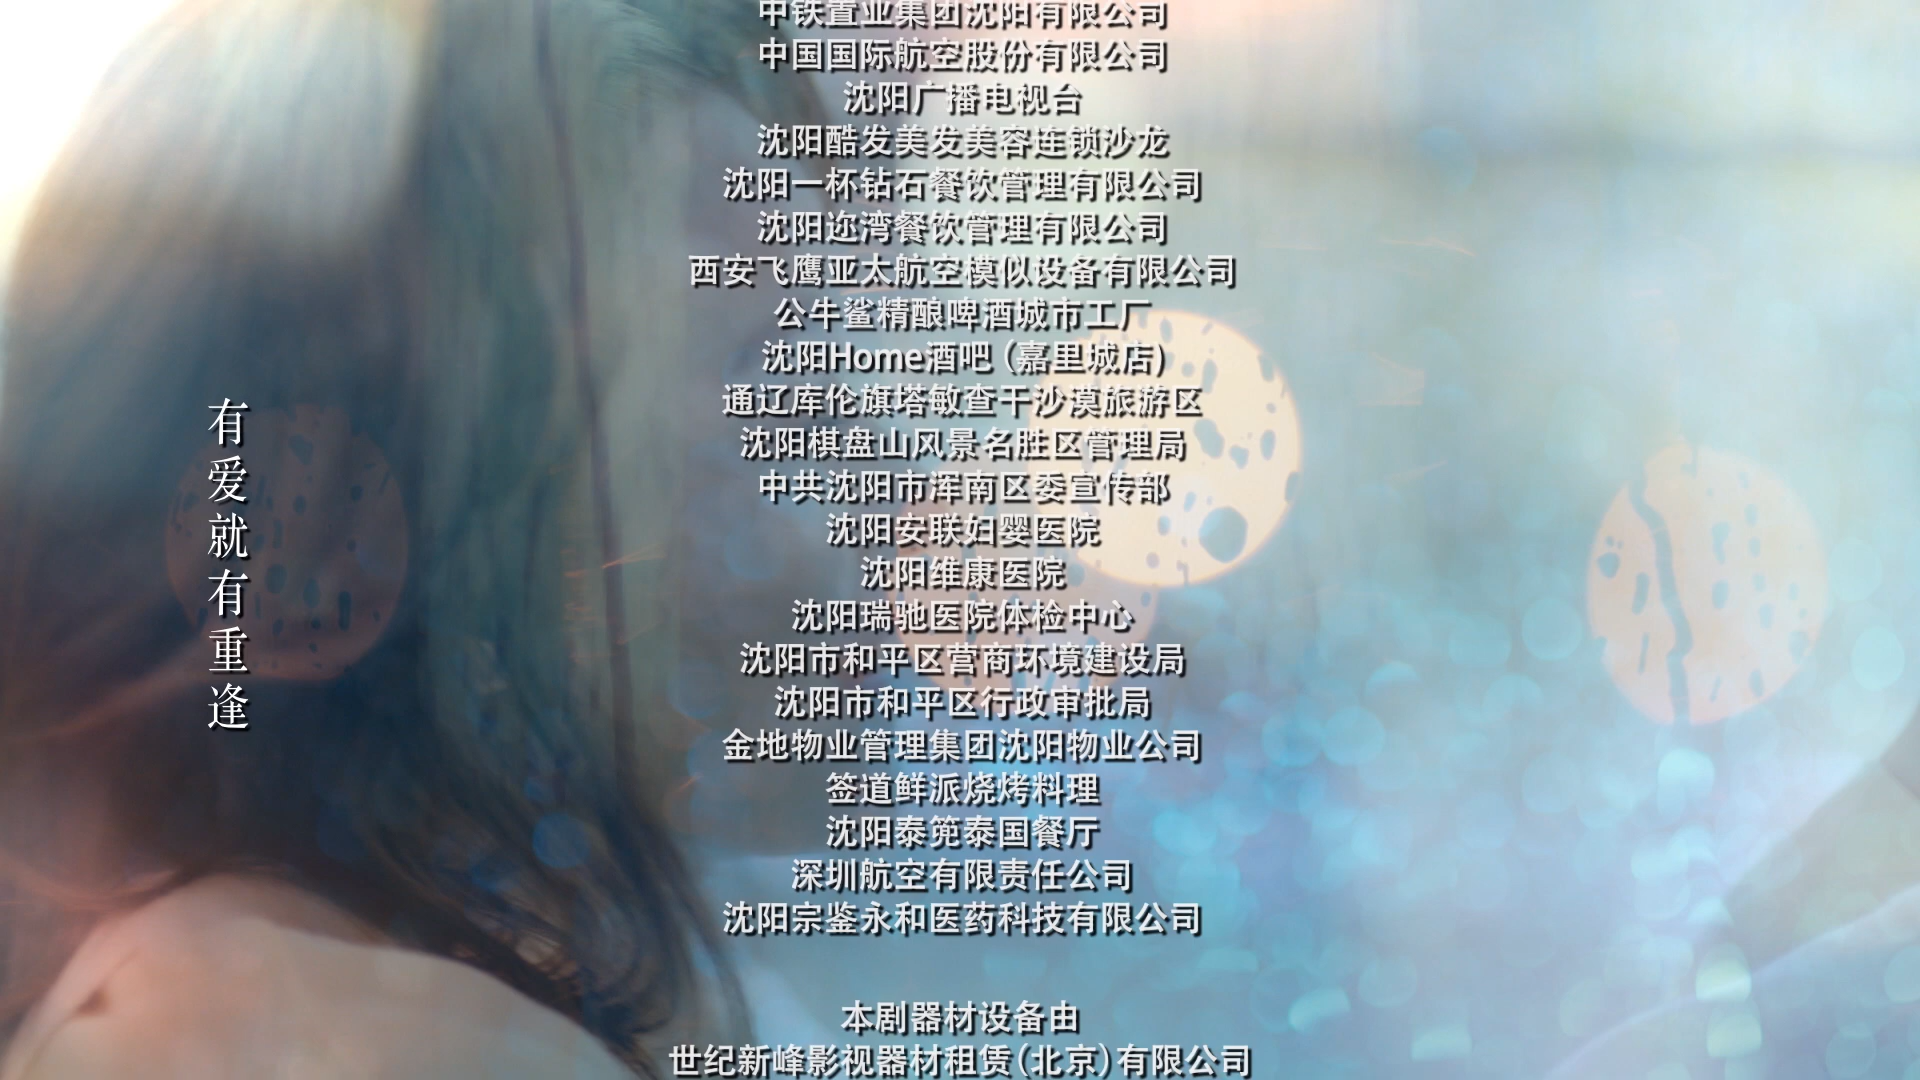 中铁置业集团沈阳有限公司
中国国际航空股份有限公司
沈阳广播电视台
沈阳酷发美发美容连锁沙龙
沈阳一杯钻石餐饮管理有限公司
沈阳迩湾餐饮管理有限公司
西安飞鹰亚太航空模似设备有限公司
公牛鲨精酿啤酒城市工厂
沈阳Home酒吧（嘉里城店）
通辽库伦旗塔敏查干沙漠旅游区
沈阳棋盘山风景名胜区管理局
中共沈阳市浑南区委宣传部
沈阳安联妇婴医院
沈阳维康医院
沈阳瑞驰医院体检中心
沈阳市和平区营商环境建设局
沈阳市和平区行政审批局
金地物业管理集团沈阳物业公司
签道鲜派烧烤料理
沈阳泰筦泰国餐厅
深圳航空有限责任公司
沈阳宗鉴永和医药科技有限公司
本剧器材设备由
世纪新峰影视器材租赁（北京）有限公司
有爱就有重逢